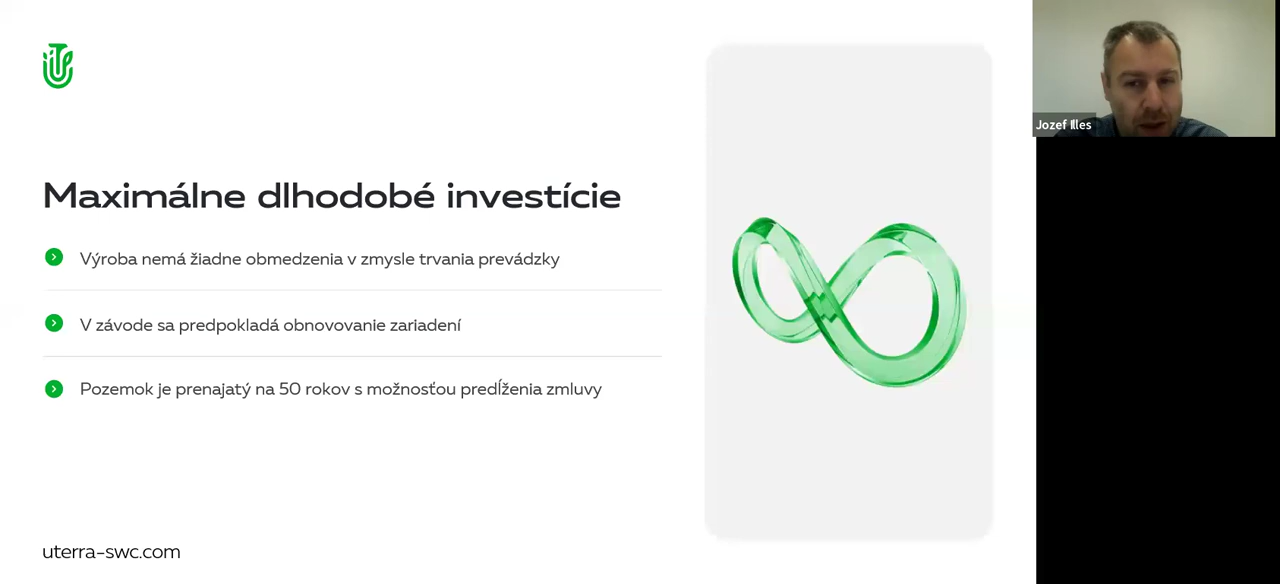 Maximálne dlhodobé investície
Výroba nemá žiadne obmedzenia v zmysle trvania prevádzky
V závode sa predpokladá obnovovanie zariadení
Pozemok je prenajatý na 50 rokov s možnosťou predĺženia zmluvy
uterra-swc.com
Jozef Illes